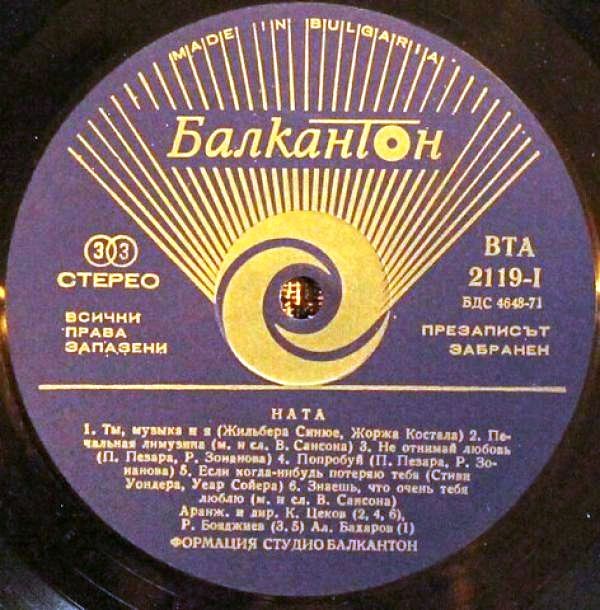 MADE IN BULGARIA
Балкантон
33
СТЕРЕО
ВСИЧКИ
ПРАВА
ЗАПАЗЕНИ
ВТА
2119-I
БДС 4648-71
ПРЕЗАПИСЪТ
ЗАБРАНЕН
НАТА
1. Ты, музыка и я (Жильбера Синюе, Жоржа Костала) 2. Пе-
чальная лимузина (м. и сл. В. Сансона) 3. Не отнимай любовь
(П. Пезара, Р. Зонанова) 4. Попробуй (П. Пезара, Р. Зо-
нанова) 5. Если когда-нибудь потеряю тебя (Стиви
Уондера, Уеар Сойера) 6. Знаешь, что очень тебя
люблю (м. и сл. В. Сансона)
Аранж. и дир. К. Цеков (2, 4, 6),
Р. Бояджиев (3, 5) Ал. Бахаров (1)
ФОРМАЦИЯ СТУДИО БАЛКАНТОН